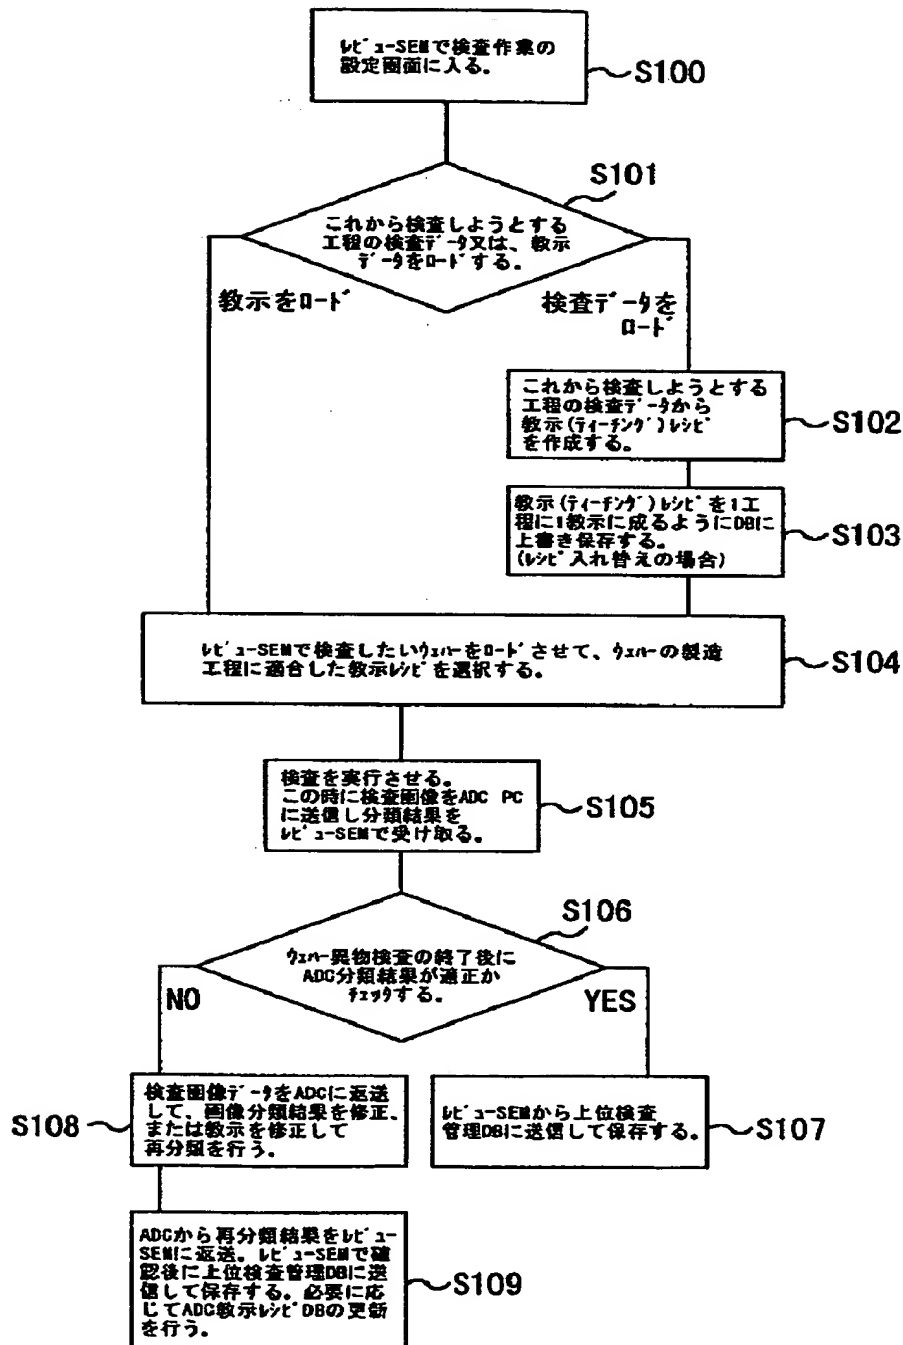 ﾚﾋﾞｭｰSEMで検査作業の
設定画面に入る。
S100
S101
これから検査しようとする
工程の検査ﾃﾞｰﾀ又は、教示
ﾃﾞｰﾀをﾛｰﾄﾞする。
教示をﾛｰﾄﾞ
検査データを
ﾛｰﾄﾞ
これから検査しようとする
工程の検査ﾃﾞｰﾀから
教示(ﾃｨｰﾁﾝｸﾞ)ﾚｼﾋﾟ
を作成する。
S102
教示(ﾃｨｰﾁﾝｸﾞ)ﾚｼﾋﾟを1工
程に1教示に成るようにDBに
上書き保存する。
(ﾚｼﾋﾟ入れ替えの場合)
S103
ﾚﾋﾞｭｰSEMで検査したいｳｪﾊｰをﾛｰﾄﾞさせて、ｳｪﾊｰの製造
工程に適合した教示ﾚｼﾋﾟを選択する。
S104
検査を実行させる。
この時に検査画像をADC PC
に送信し分類結果を
ﾚﾋﾞｭｰSEMで受け取る。
S105
S106
ｳｪﾊｰ異物検査の終了後に
ADC分類結果が適正か
ﾁｪｯｸする。
NO
YES
検査画像データをADCに返送
して、画像分類結果を修正、
または教示を修正して
再分類を行う。
S108
ﾚﾋﾞｭｰSEMから上位検査
管理DBに送信して保存する。
S107
ADCから再分類結果をﾚﾋﾞｭｰ
SEMに返送。ﾚﾋﾞｭｰSEMで確
認後に上位検査管理DBに送
信して保存する。必要に応
じてADC教示ﾚｼﾋﾟDBの更新
を行う。
S109